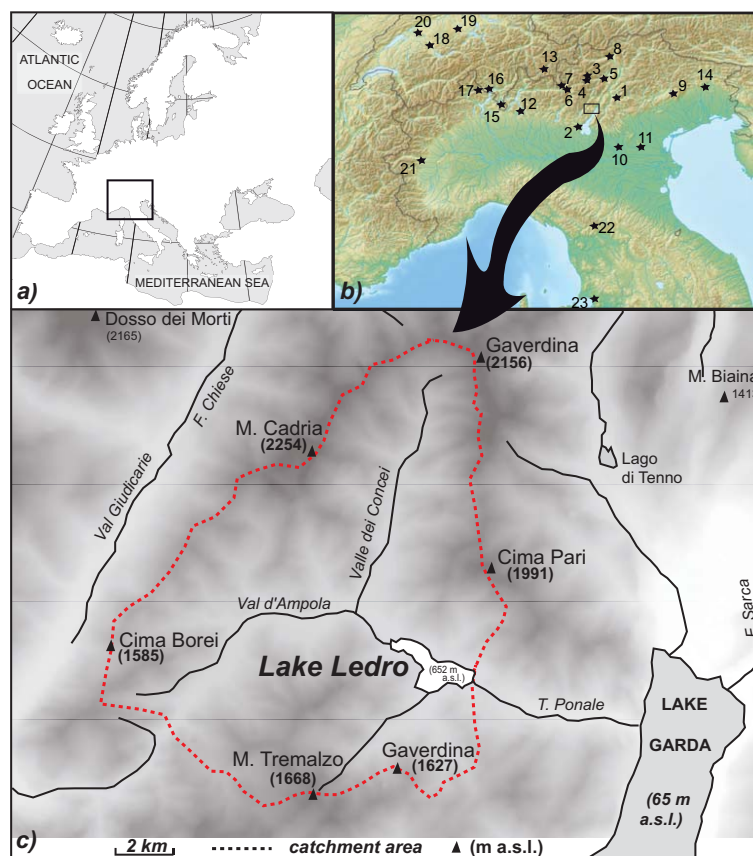 ATLANTIC
OCEAN
MEDITERRANEAN SEA
a)
20
19
18
13
8
3
7
5
4
6
1
9
14
17
16
15
12
2
10
11
21
22
23
b)
Dosso dei Morti
(2165)
F. Chiese
Val Giudicarie
Gaverdina
(2156)
M. Biaina
M. Cadria
(2254)
Lago
di Tenno
Valle dei Concei
Cima Pari
(1991)
Val d'Ampola
F. Sarca
Cima Borei
(1585)
Lake Ledro
(652 m
a.s.l.)
T. Ponale
LAKE
GARDA
(65 m
a.s.l.)
M. Tremalzo
(1668)
Gaverdina
(1627)
c)
2 km
catchment area
(m a.s.l.)